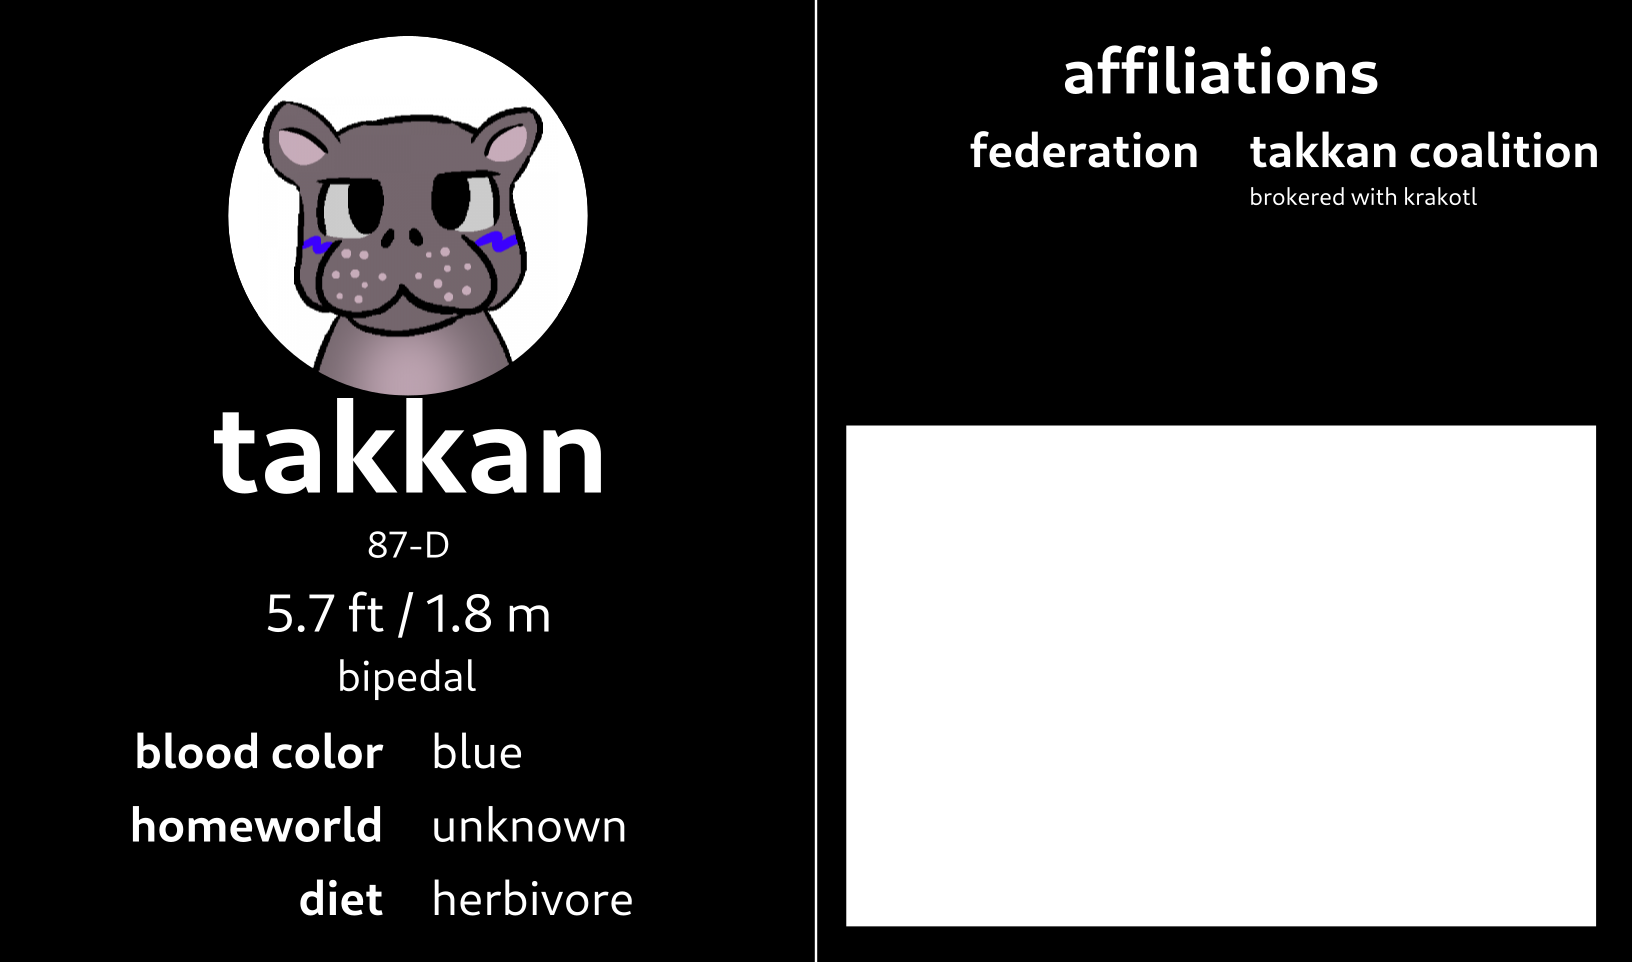 takkan
87-D
5.7 ft / 1.8 m
bipedal
blood color blue
homeworld unknown
diet herbivore
affiliations
federation takkan coalition
brokered with krakotl